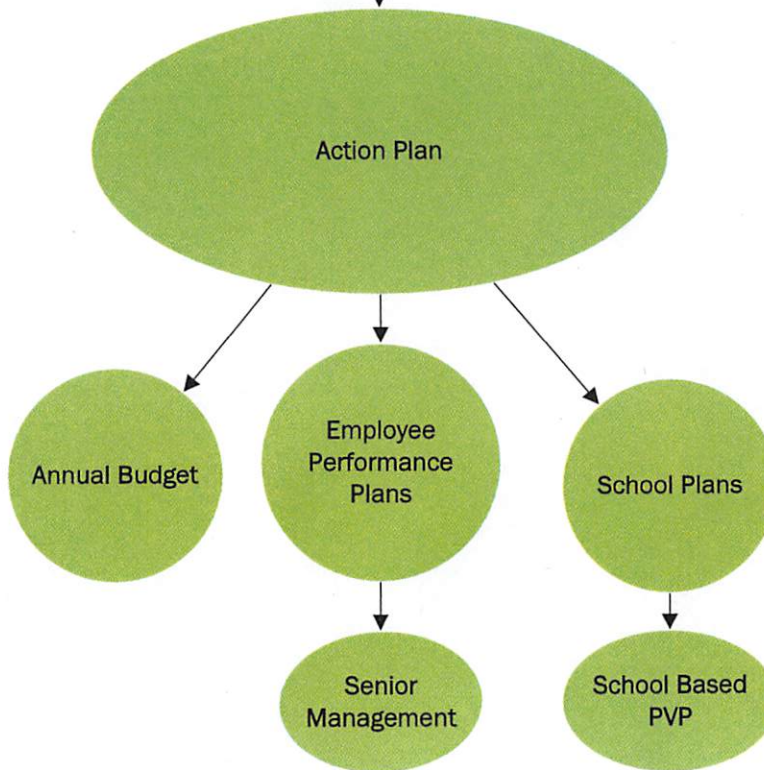 Action Plan
Annual Budget
Employee
Performance
Plans
School Plans
Senior
Management
School Based
PVP